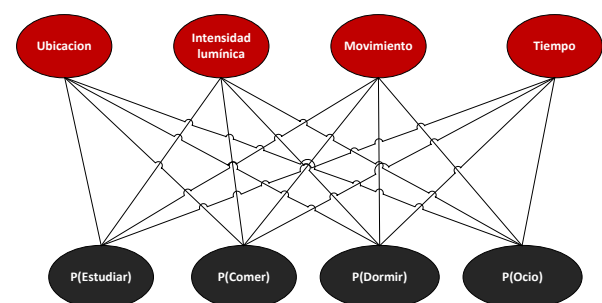 Ubicacion
Intensidad
lumínica
Movimiento
Tiempo
P(Estudiar)
P(Comer)
P(Dormir)
P(Ocio)